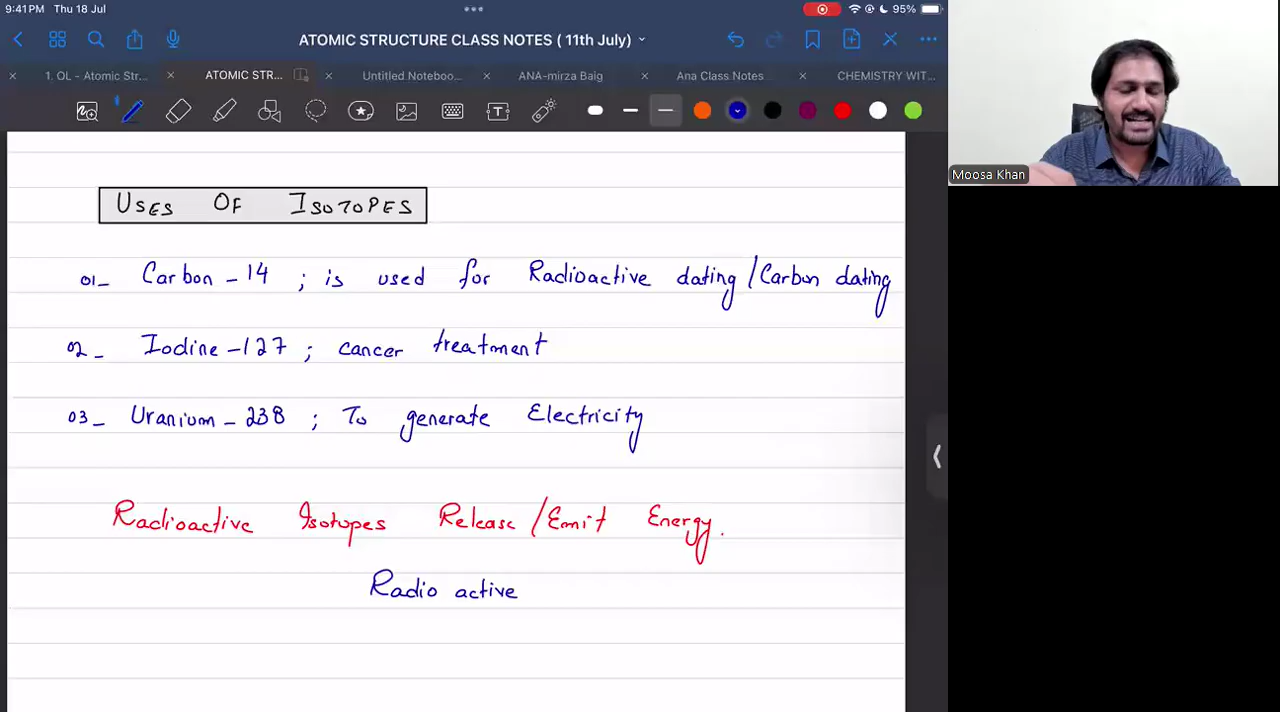 9:41PM Thu 18 Jul
95%
ATOMIC STRUCTURE CLASS NOTES ( 11th July)
1. OL - Atomic Str...
ATOMIC STR...
Untitled Noteboo...
ANA-mirza Baig
Ana Class Notes
CHEMISTRY WIT...
Moosa Khan
USES OF ISOTOPES
01- Carbon-14 ; is used for Radioactive dating/Carbon dating
02- Iodine-127 ; cancer treatment
03- Uranium-238 ; To generate Electricity
Radioactive Isotopes Release/Emit Energy.
Radio active